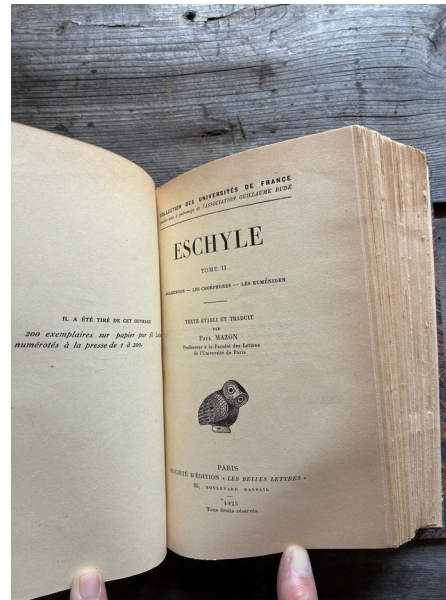 IL A ÉTÉ TIRÉ DE CET OUVRAGE
200 exemplaires sur papier pur fil
numérotés à la presse de 1 à 200.
COLLECTION DES UNIVERSITÉS DE FRANCE
publiée sous le patronage de l'ASSOCIATION GUILLAUME BUDÉ
ESCHYLE
TOME II
AGAMEMNON — LES CHOÉPHORES — LES EUMÉNIDES
TEXTE ÉTABLI ET TRADUIT
PAR
PAUL MAZON
Professeur à la Faculté des Lettres
de l'Université de Paris
PARIS
SOCIÉTÉ D'ÉDITION « LES BELLES LETTRES »
95, BOULEVARD RASPAIL
1925
Tous droits réservés.